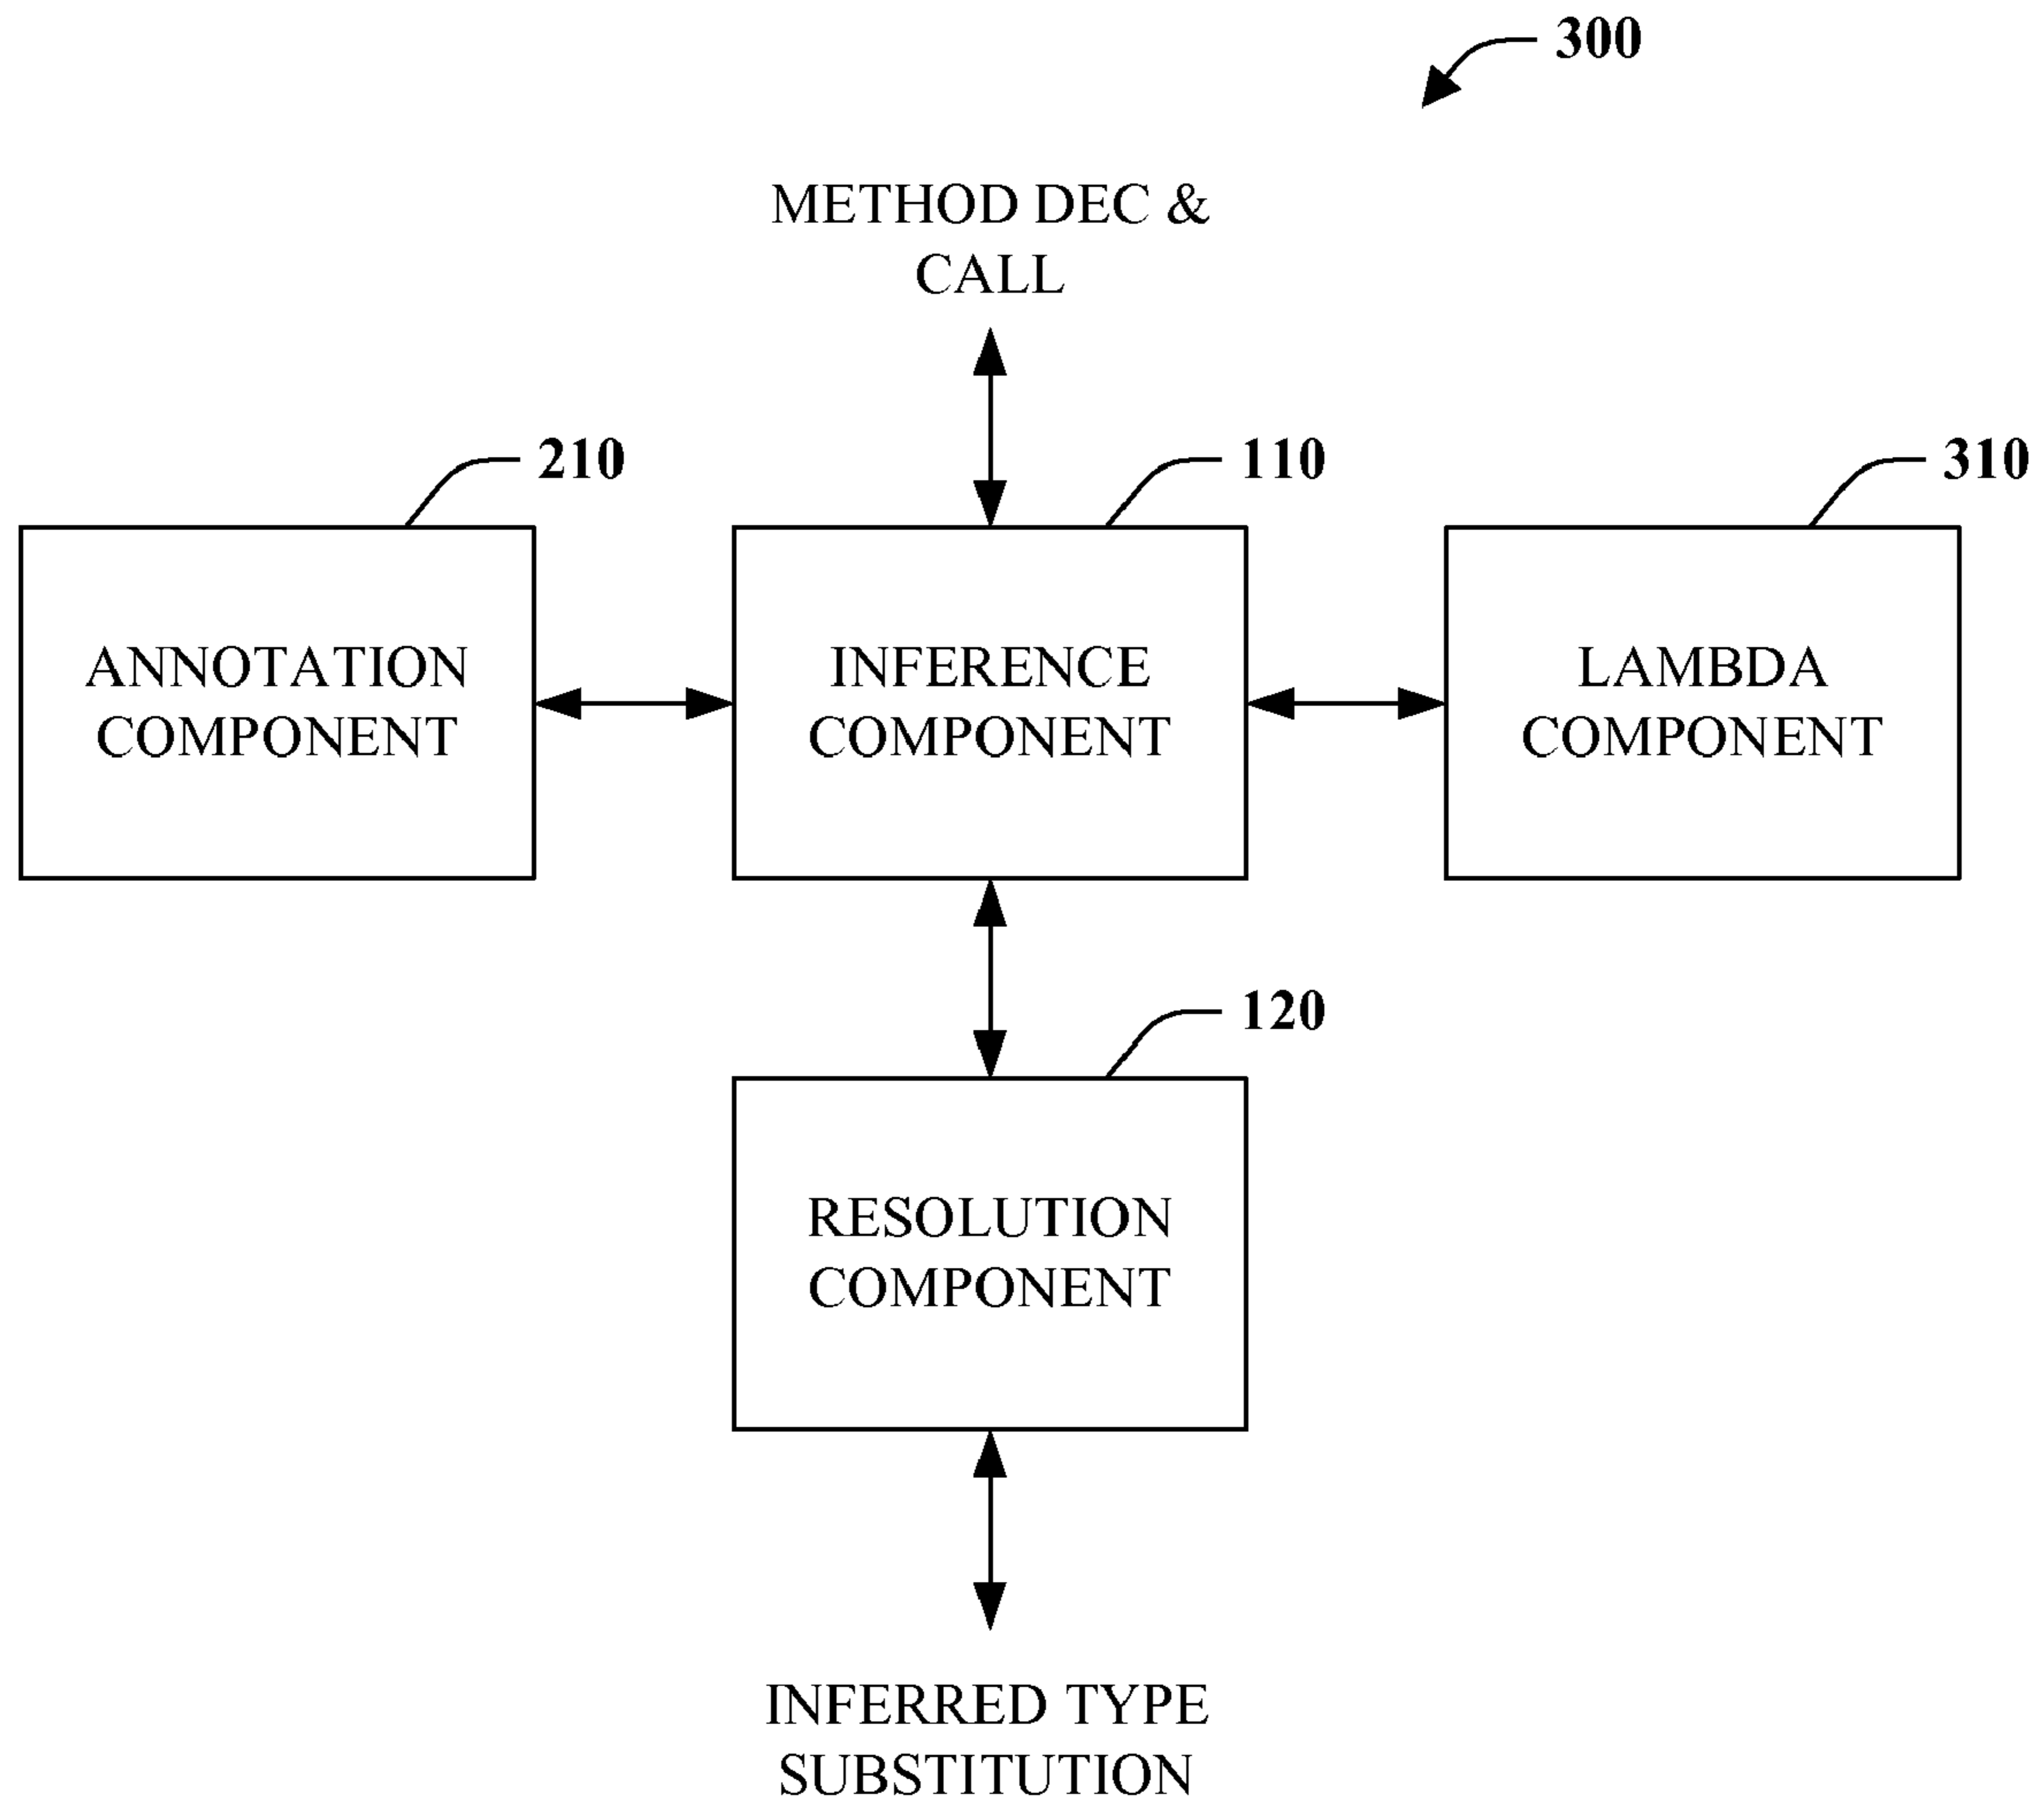 300
METHOD DEC &
CALL
210
110
310
ANNOTATION
COMPONENT
INFERENCE
COMPONENT
LAMBDA
COMPONENT
120
RESOLUTION
COMPONENT
INFERRED TYPE
SUBSTITUTION